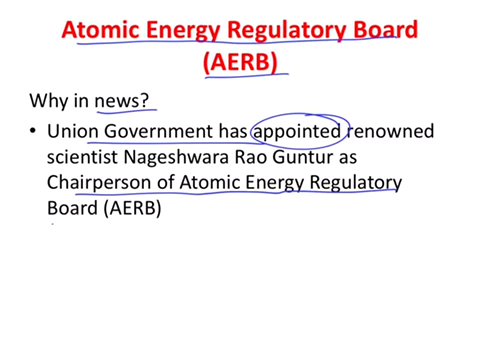 Atomic Energy Regulatory Board
(AERB)
Why in news?
• Union Government has appointed renowned
scientist Nageshwara Rao Guntur as
Chairperson of Atomic Energy Regulatory
Board (AERB)